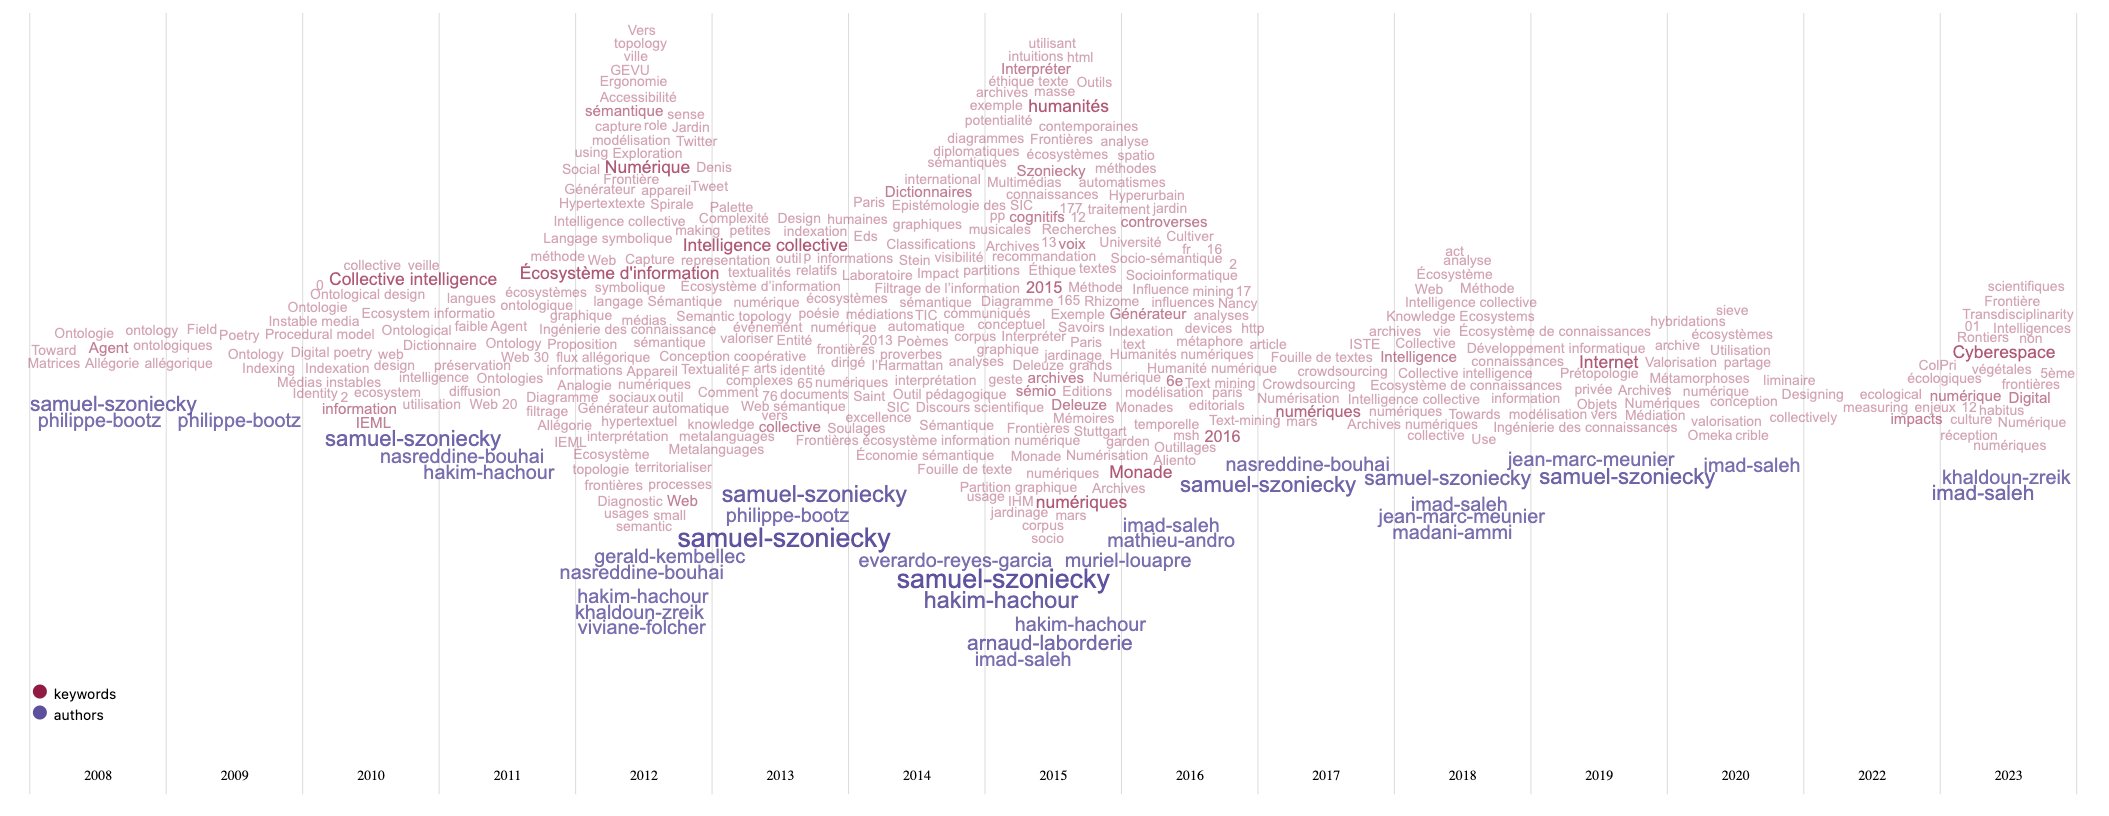 Vers
topology
utilisant
ville
intuitions html
GEVU
Interpréter
Ergonomie
éthique texte Outils
Accessibilité
archives masse
sémantique sense
exemple humanités
capture role Jardin
potentialité
contemporaines
modélisation Twitter
diagrammes Frontières analyse
using Exploration
diplomatiques écosystèmes spatio
Social Numérique Denis
sémantiques
Szoniecky méthodes
Frontière
international Multimédias automatismes
Générateur appareil Tweet
Dictionnaires connaissances Hyperurbain
Hypertextexte Spirale Palette
Paris Epistémologie des SIC 177 traitement jardin
Intelligence collective Complexité Design humaines
graphiques pp cognitifs 12 controverses
making petites indexation
musicales Recherches
Langage symbolique Intelligence collective Eds
Classifications Archives 13 voix Université Cultiver
act
méthode Web Capture representation outil p informations Stein visibilité recommandation Socio-sémantique fr 16
analyse
collective veille
Collective intelligence Écosystème d'information textualités relatifs Laboratoire Impact partitions Éthique textes Socioinformatique 2
Écosystème
0
symbolique Ecosystème d'information Filtrage de l'information 2015 Méthode Influence mining 17
Web Méthode
scientifiques
Ontological design langues écosystèmes
langage Sémantique numérique écosystèmes sémantique Diagramme 165 Rhizome influences Nancy
Intelligence collective
Frontière
Ontologie Ecosystem informatio ontologique
graphique médias Semantic topology poésie médiations TIC communiqués Exemple Générateur analyses
Knowledge Ecosystems
sieve
Transdisciplinarity
Instable media
hybridations
Ontologie ontology Field Poetry Procedural model Ontological faible Agent Ingénierie des connaissance événement numérique automatique conceptuel Savoirs Indexation devices http
archives vie Écosystème de connaissances écosystèmes
01 Intelligences
Rontiers non
Toward Agent ontologiques Dictionnaire Ontology Proposition sémantique valoriser Entité 2013 Poèmes corpus Interpréter Paris text métaphore article
ISTE Collective Développement informatique archive Utilisation
Cyberespace
Ontology Digital poetry web Web 30 flux allégorique Conception coopérative frontières proverbes graphique jardinage Humanités numériques Fouille de textes Intelligence
Matrices Allégorie allégorique
connaissances Internet Valorisation partage
Indexing Indexation design préservation informations Appareil Textualité F arts identité dirigé l'Harmattan analyses Deleuze grands Humanité numérique crowdsourcing Collective intelligence Prétopologie
ColPri végétales 5ème
Médias instables intelligence Ontologies Analogie numériques complexes 65 numériques interprétation geste archives Numérique 6e Text mining Crowdsourcing Ecosystème de connaissances privée Archives
Métamorphoses liminaire
écologiques frontières
Identity 2 ecosystem diffusion Diagramme sociaux outil Comment 76 documents Saint Outil pédagogique sémio Editions modélisation paris Numérisation Intelligence collective information
numérique
Designing ecological numérique Digital
samuel-szoniecky
information utilisation Web 20 filtrage Générateur automatique Web sémantique SIC Discours scientifique Deleuze Monades editorials
Objets Numériques conception
measuring enjeux 12 habitus
numériques numériques Towards modélisation vers Médiation
philippe-bootz philippe-bootz
IEML
Allégorie hypertextuel knowledge vers collective excellence Mémoires Text-mining mars
Soulages Sémantique Frontières Stuttgart temporelle
Archives numériques Ingénierie des connaissances valorisation collectively
impacts culture Numérique
samuel-szoniecky
IEML interprétation metalanguages Frontières écosystème information numérique garden msh 2016
collective Use
Omeka crible
réception
Ecosystème Metalanguages Économie sémantique Monade Numérisation Outillages
numériques
nasreddine-bouhai
Aliento
hakim-hachour
topologie territorialiser Fouille de texte numériques Monade
nasreddine-bouhai
jean-marc-meunier
imad-saleh
frontières processes Partition graphique Archives samuel-szoniecky
samuel-szoniecky samuel-szoniecky
khaldoun-zreik
Diagnostic Web samuel-szoniecky usage IHM numériques
imad-saleh
usages small philippe-bootz jardinage mars
imad-saleh
semantic corpus imad-saleh
jean-marc-meunier
samuel-szoniecky socio mathieu-andro
madani-ammi
gerald-kembellec everardo-reyes-garcia muriel-louapre
nasreddine-bouhai samuel-szoniecky
hakim-hachour hakim-hachour
khaldoun-zreik hakim-hachour
viviane-folcher arnaud-laborderie
imad-saleh
keywords
authors
2008 2009 2010 2011 2012 2013 2014 2015 2016 2017 2018 2019 2020 2022 2023